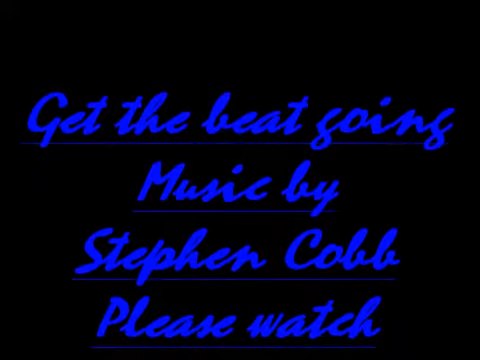 Get the beat going
Music by
Stephen Cobb
Please watch